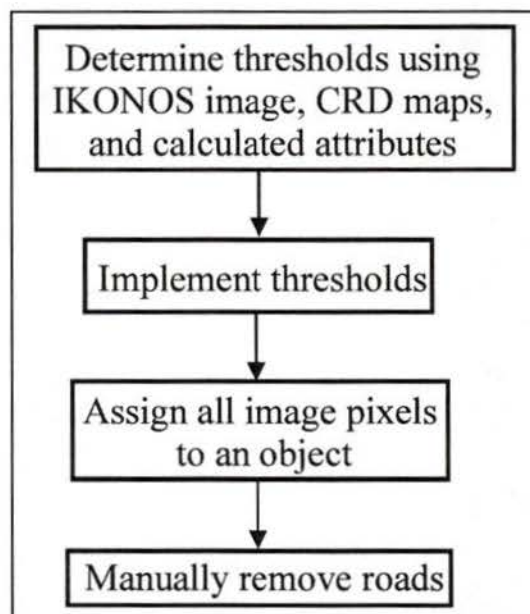 Determine thresholds using
IKONOS image, CRD maps,
and calculated attributes
Implement thresholds
Assign all image pixels
to an object
Manually remove roads